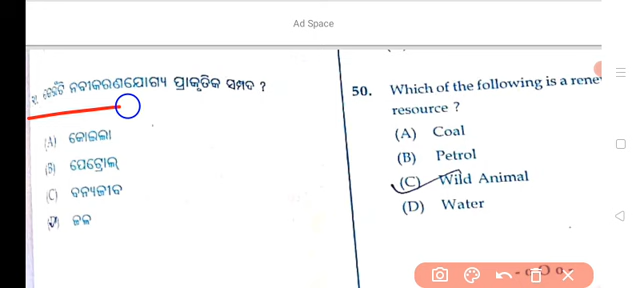 Ad Space
କେଉଁଟି ନବୀକରଣଯୋଗ୍ୟ ପ୍ରାକୃତିକ ସମ୍ପଦ ?
(A) କୋଇଲା
(B) ପେଟ୍ରୋଲ୍
(C) ବନ୍ୟଜୀବ
ଜଳ
50. Which of the following is a rene
resource ?
(A) Coal
(B) Petrol
(C) Wild Animal
(D) Water